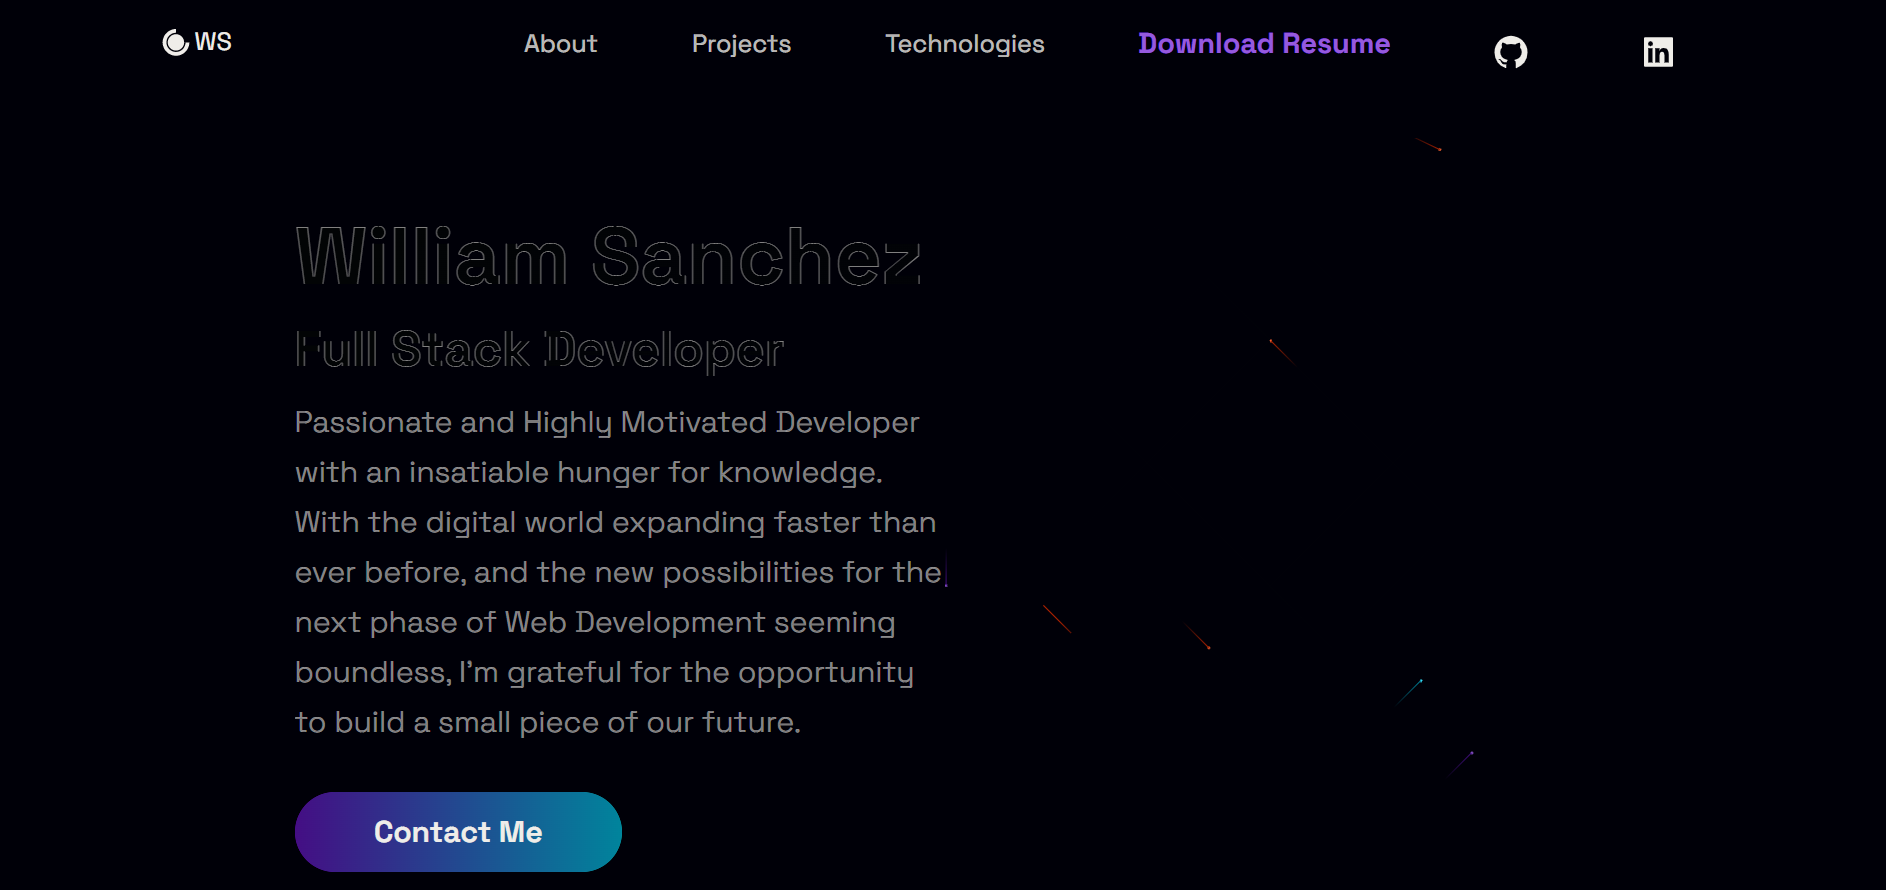 WS
About
Projects
Technologies
Download Resume
in
William Sanchez
Full Stack Developer
Passionate and Highly Motivated Developer
with an insatiable hunger for knowledge.
With the digital world expanding faster than
ever before, and the new possibilities for the
next phase of Web Development seeming
boundless, I’m grateful for the opportunity
to build a small piece of our future.
Contact Me